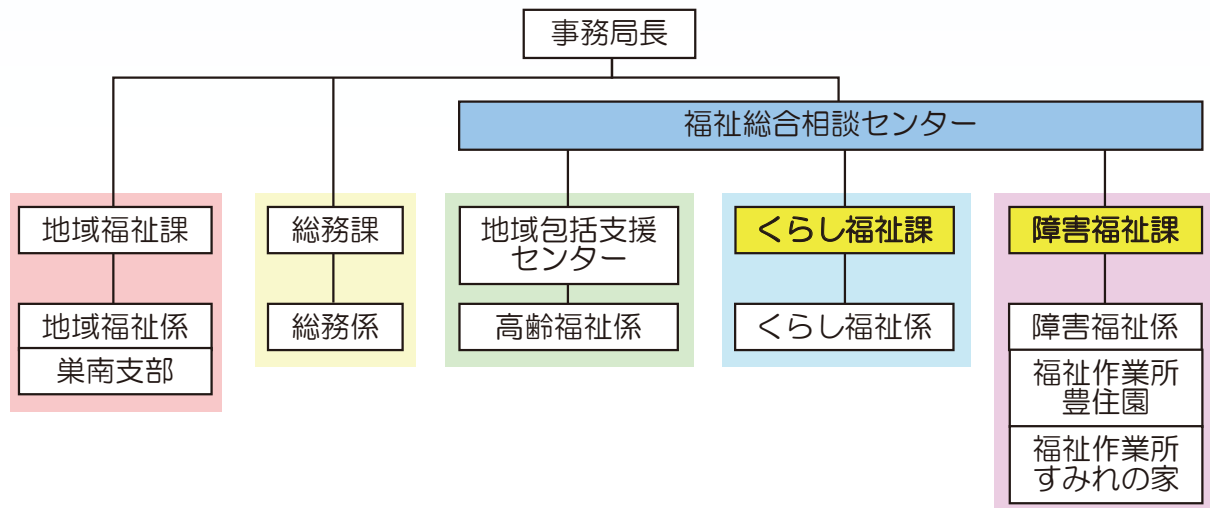 事務局長
福祉総合相談センター
地域福祉課
総務課
地域包括支援
センター
くらし福祉課
障害福祉課
地域福祉係
巣南支部
総務係
高齢福祉係
くらし福祉係
障害福祉係
福祉作業所
豊住園
福祉作業所
すみれの家